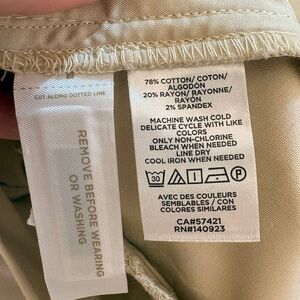 CUT ALONG DOTTED LINE
REMOVE BEFORE WEARING
OR WASHING
78% COTTON/ COTON/
ALGODÓN
20% RAYON/ RAYONNE/
RAYÓN
2% SPANDEX
MACHINE WASH COLD
DELICATE CYCLE WITH LIKE
COLORS
ONLY NON-CHLORINE
BLEACH WHEN NEEDED
LINE DRY
COOL IRON WHEN NEEDED
30
P
AVEC DES COULEURS
SEMBLABLES / CON
COLORES SIMILARES
CA#57421
RN#140923